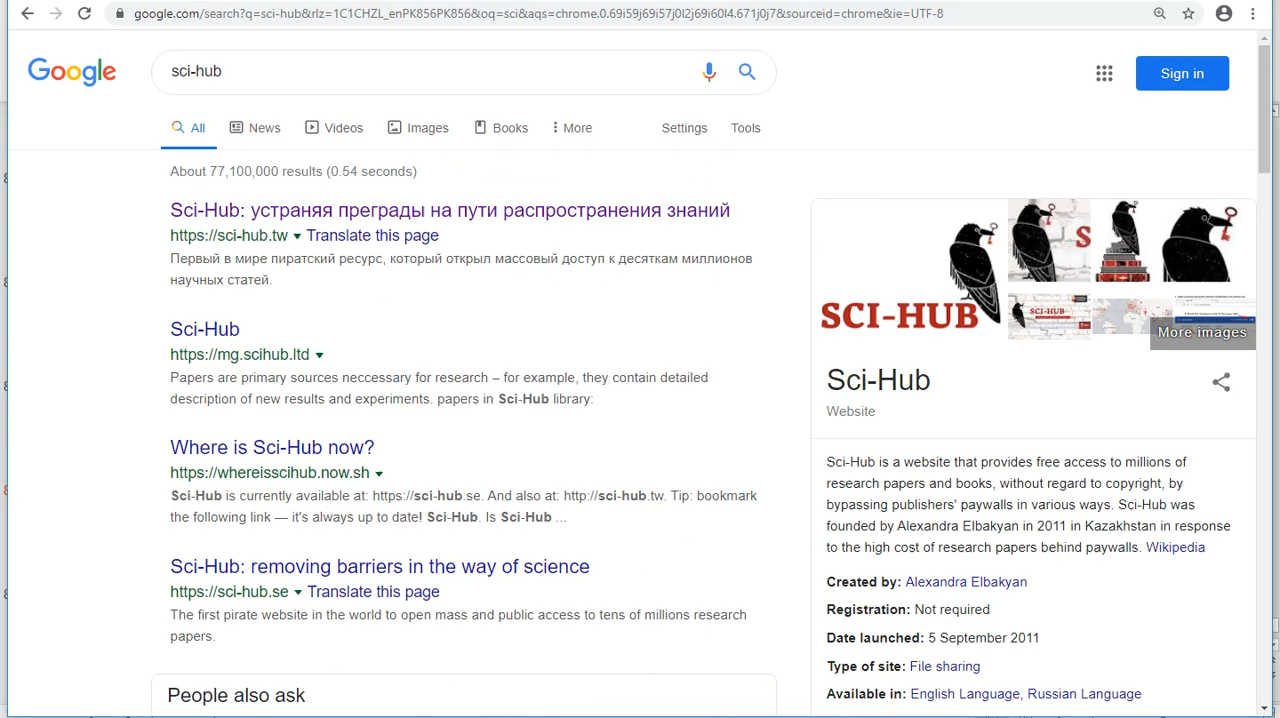 google.com/search?q=sci-hub&rlz=1C1CHZL_enPK856PK856&oq=sci&aqs=chrome.0.69i59j69i57j0l2j69i60l4.671j0j7&sourceid=chrome&ie=UTF-8
Google
sci-hub
Sign in
All News Videos Images Books More Settings Tools
About 77,100,000 results (0.54 seconds)
Sci-Hub: устраняя преграды на пути распространения знаний
https://sci-hub.tw Translate this page
Первый в мире пиратский ресурс, который открыл массовый доступ к десяткам миллионов
научных статей.
Sci-Hub
https://mg.scihub.ltd
Papers are primary sources neccessary for research – for example, they contain detailed
description of new results and experiments. papers in Sci-Hub library:
Where is Sci-Hub now?
https://whereisscihub.now.sh
Sci-Hub is currently available at: https://sci-hub.se. And also at: http://sci-hub.tw. Tip: bookmark
the following link — it's always up to date! Sci-Hub. Is Sci-Hub ...
Sci-Hub: removing barriers in the way of science
https://sci-hub.se Translate this page
The first pirate website in the world to open mass and public access to tens of millions research
papers.
People also ask
SCI-HUB
S
SCI-HUB
More images
Sci-Hub
Website
Sci-Hub is a website that provides free access to millions of
research papers and books, without regard to copyright, by
bypassing publishers' paywalls in various ways. Sci-Hub was
founded by Alexandra Elbakyan in 2011 in Kazakhstan in response
to the high cost of research papers behind paywalls. Wikipedia
Created by: Alexandra Elbakyan
Registration: Not required
Date launched: 5 September 2011
Type of site: File sharing
Available in: English Language, Russian Language